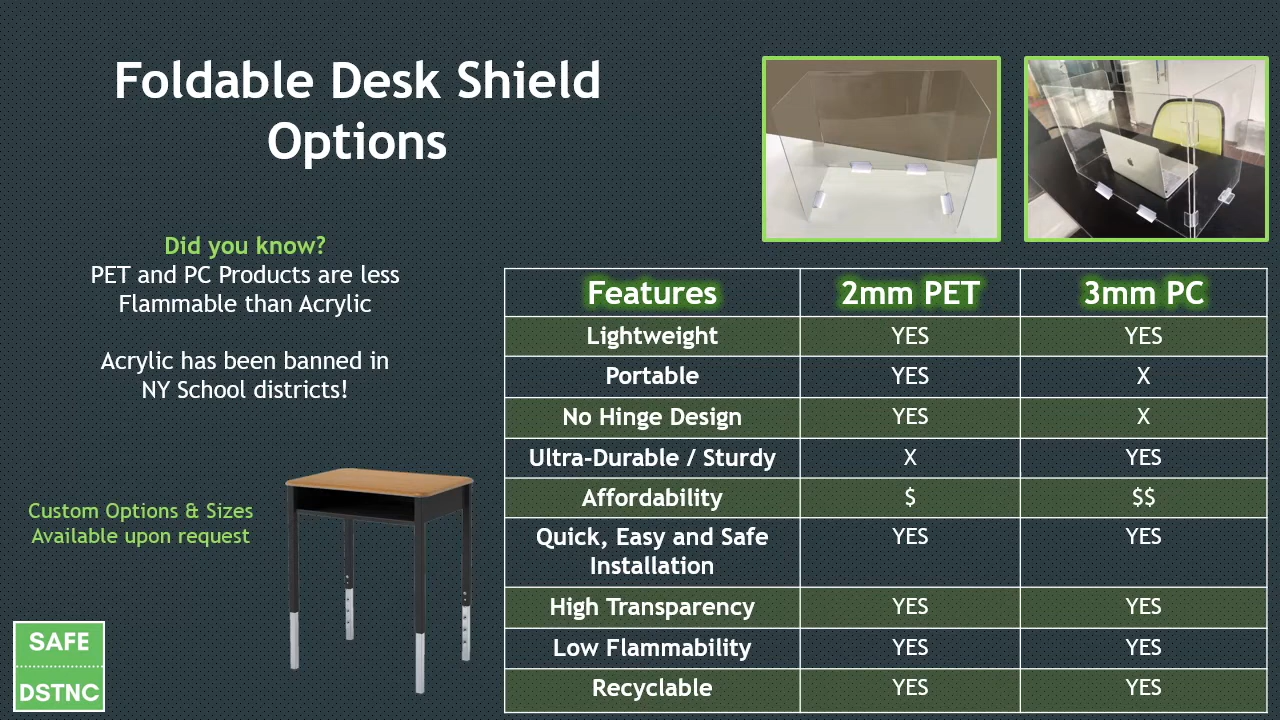 Foldable Desk Shield
Options
Did you know?
PET and PC Products are less
Flammable than Acrylic
Acrylic has been banned in
NY School districts!
Custom Options & Sizes
Available upon request
SAFE
DSTNC
Features 2mm PET 3mm PC
Lightweight YES YES
Portable YES X
No Hinge Design YES X
Ultra-Durable / Sturdy X YES
Affordability $ $$
Quick, Easy and Safe YES YES
Installation
High Transparency YES YES
Low Flammability YES YES
Recyclable YES YES